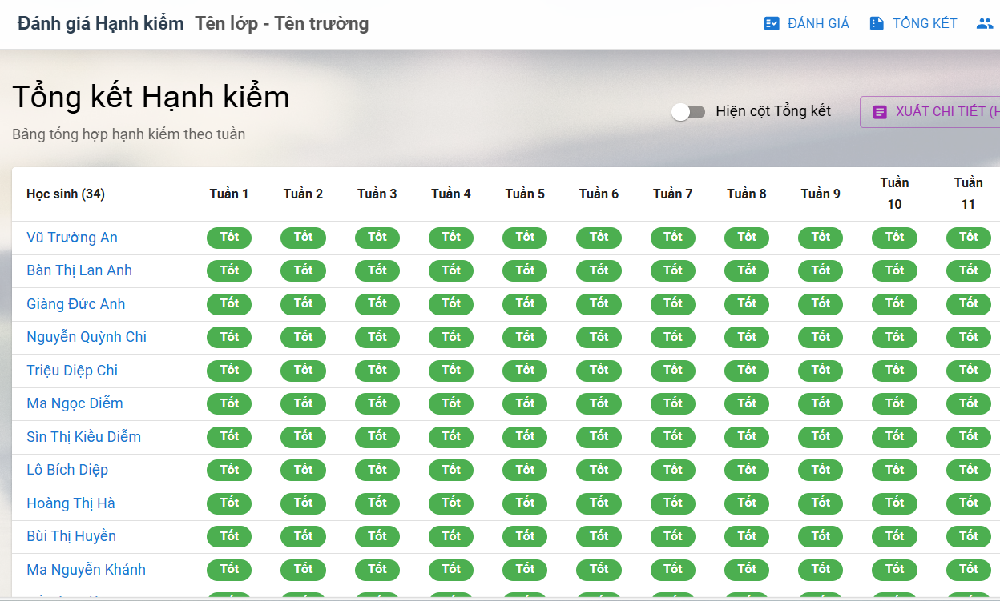 Đánh giá Hạnh kiểm Tên lớp - Tên trường ĐÁNH GIÁ TỔNG KẾT
Tổng kết Hạnh kiểm
Hiện cột Tổng kết XUẤT CHI TIẾT (H
Bảng tổng hợp hạnh kiểm theo tuần
Học sinh (34) Tuần 1 Tuần 2 Tuần 3 Tuần 4 Tuần 5 Tuần 6 Tuần 7 Tuần 8 Tuần 9 Tuần 10 Tuần 11
Vũ Trường An Tốt Tốt Tốt Tốt Tốt Tốt Tốt Tốt Tốt Tốt Tốt
Bàn Thị Lan Anh Tốt Tốt Tốt Tốt Tốt Tốt Tốt Tốt Tốt Tốt Tốt
Giàng Đức Anh Tốt Tốt Tốt Tốt Tốt Tốt Tốt Tốt Tốt Tốt Tốt
Nguyễn Quỳnh Chi Tốt Tốt Tốt Tốt Tốt Tốt Tốt Tốt Tốt Tốt Tốt
Triệu Diệp Chi Tốt Tốt Tốt Tốt Tốt Tốt Tốt Tốt Tốt Tốt Tốt
Ma Ngọc Diễm Tốt Tốt Tốt Tốt Tốt Tốt Tốt Tốt Tốt Tốt Tốt
Sìn Thị Kiều Diễm Tốt Tốt Tốt Tốt Tốt Tốt Tốt Tốt Tốt Tốt Tốt
Lô Bích Diệp Tốt Tốt Tốt Tốt Tốt Tốt Tốt Tốt Tốt Tốt Tốt
Hoàng Thị Hà Tốt Tốt Tốt Tốt Tốt Tốt Tốt Tốt Tốt Tốt Tốt
Bùi Thị Huyền Tốt Tốt Tốt Tốt Tốt Tốt Tốt Tốt Tốt Tốt Tốt
Ma Nguyễn Khánh Tốt Tốt Tốt Tốt Tốt Tốt Tốt Tốt Tốt Tốt Tốt